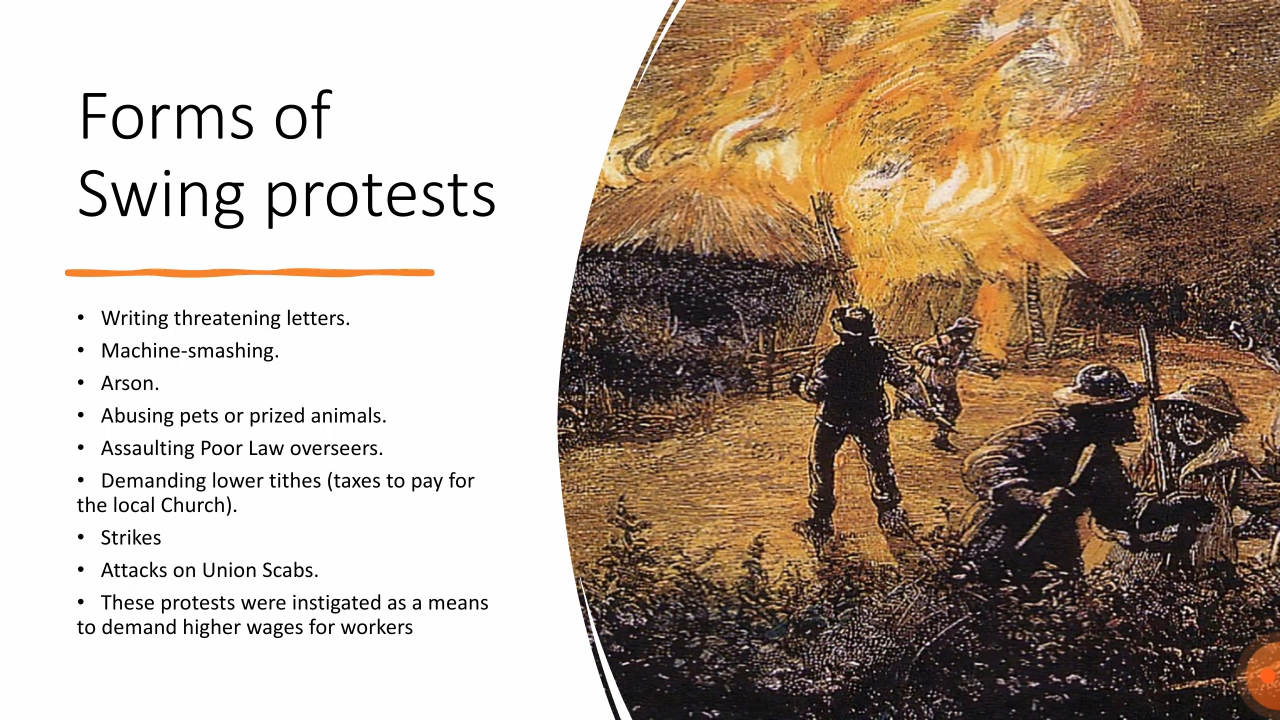 Forms of
Swing protests
• Writing threatening letters.
• Machine-smashing.
• Arson.
• Abusing pets or prized animals.
• Assaulting Poor Law overseers.
• Demanding lower tithes (taxes to pay for
the local Church).
• Strikes
• Attacks on Union Scabs.
• These protests were instigated as a means
to demand higher wages for workers